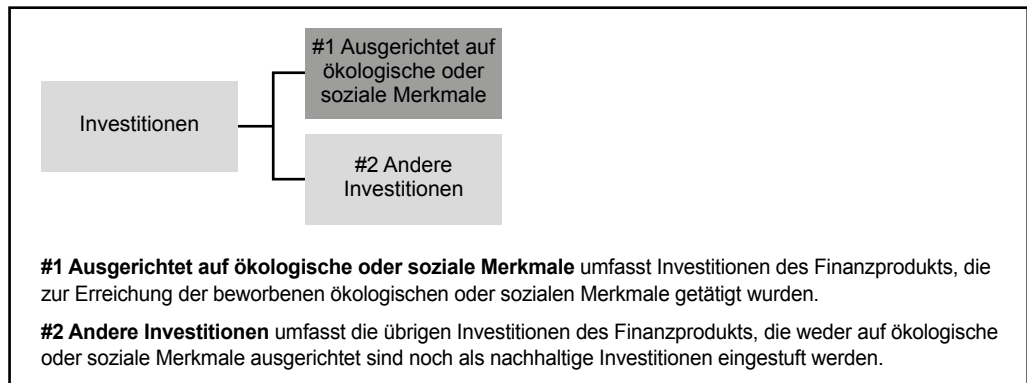 #1 Ausgerichtet auf
ökologische oder
soziale Merkmale
Investitionen
#2 Andere
Investitionen
#1 Ausgerichtet auf ökologische oder soziale Merkmale umfasst Investitionen des Finanzprodukts, die
zur Erreichung der beworbenen ökologischen oder sozialen Merkmale getätigt wurden.
#2 Andere Investitionen umfasst die übrigen Investitionen des Finanzprodukts, die weder auf ökologische
oder soziale Merkmale ausgerichtet sind noch als nachhaltige Investitionen eingestuft werden.